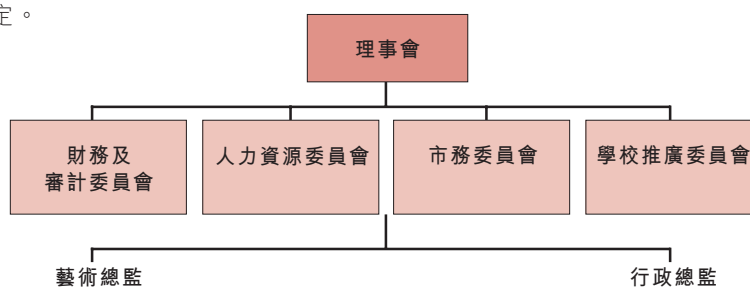 定。
理事會
財務及
審計委員會
人力資源委員會
市務委員會
學校推廣委員會
藝術總監
行政總監